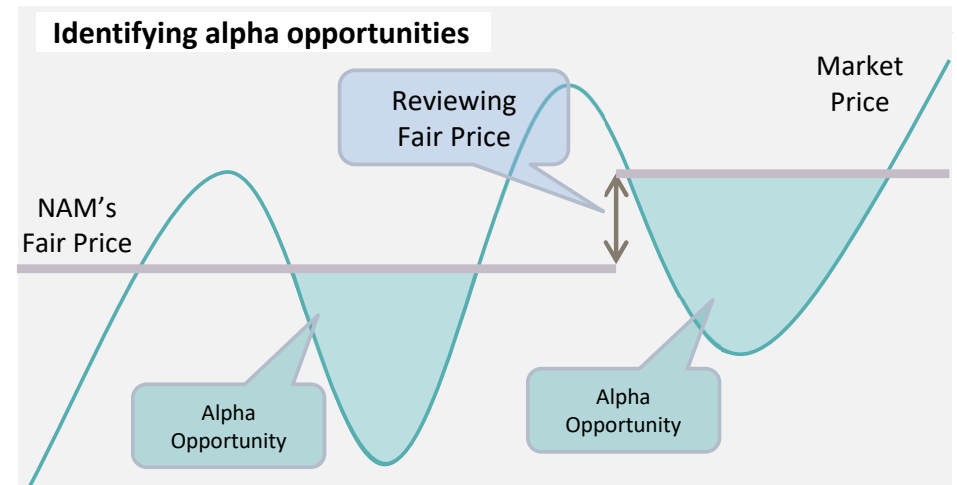 Identifying alpha opportunities
Market
Price
Reviewing
Fair Price
NAM’s
Fair Price
Alpha
Opportunity
Alpha
Opportunity